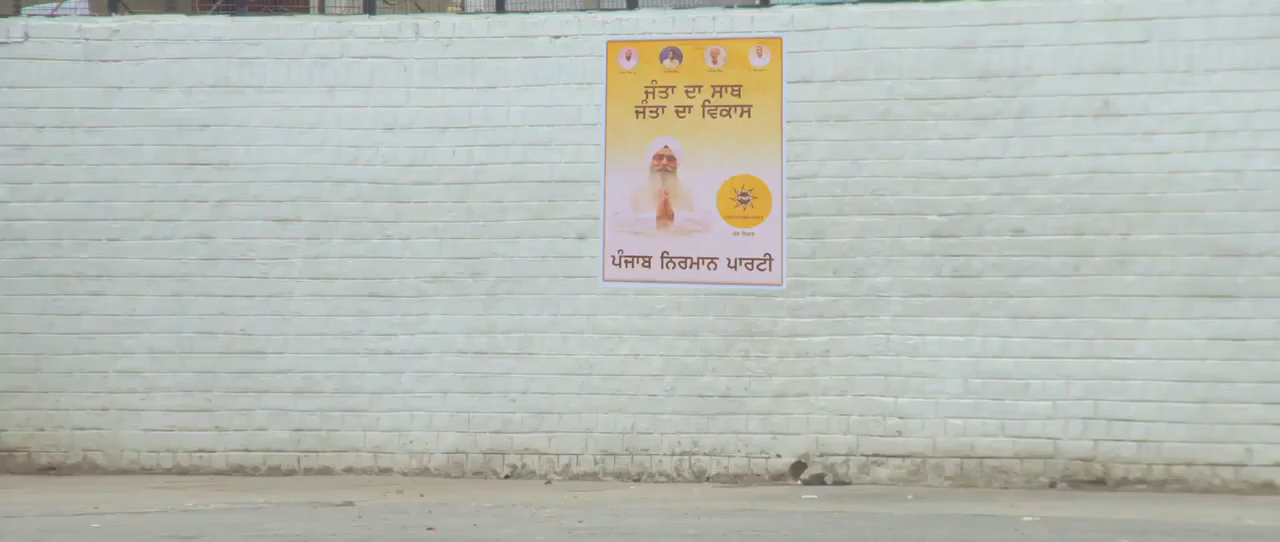 ਜੰਤਾ ਦਾ ਸਾਥ
ਜੰਤਾ ਦਾ ਵਿਕਾਸ
ਪੰਜਾਬ ਨਿਰਮਾਨ ਪਾਰਟੀ